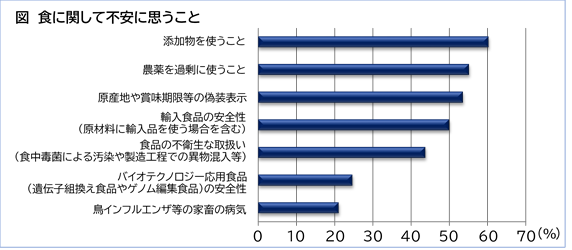 図 食に関して不安に思うこと
添加物を使うこと
農薬を過剰に使うこと
原産地や賞味期限等の偽装表示
輸入食品の安全性
（原材料に輸入品を使う場合を含む）
食品の不衛生な取扱い
（食中毒菌による汚染や製造工程での異物混入等）
バイオテクノロジー応用食品
（遺伝子組換え食品やゲノム編集食品）の安全性
鳥インフルエンザ等の家畜の病気
0 10 20 30 40 50 60 70 (%)